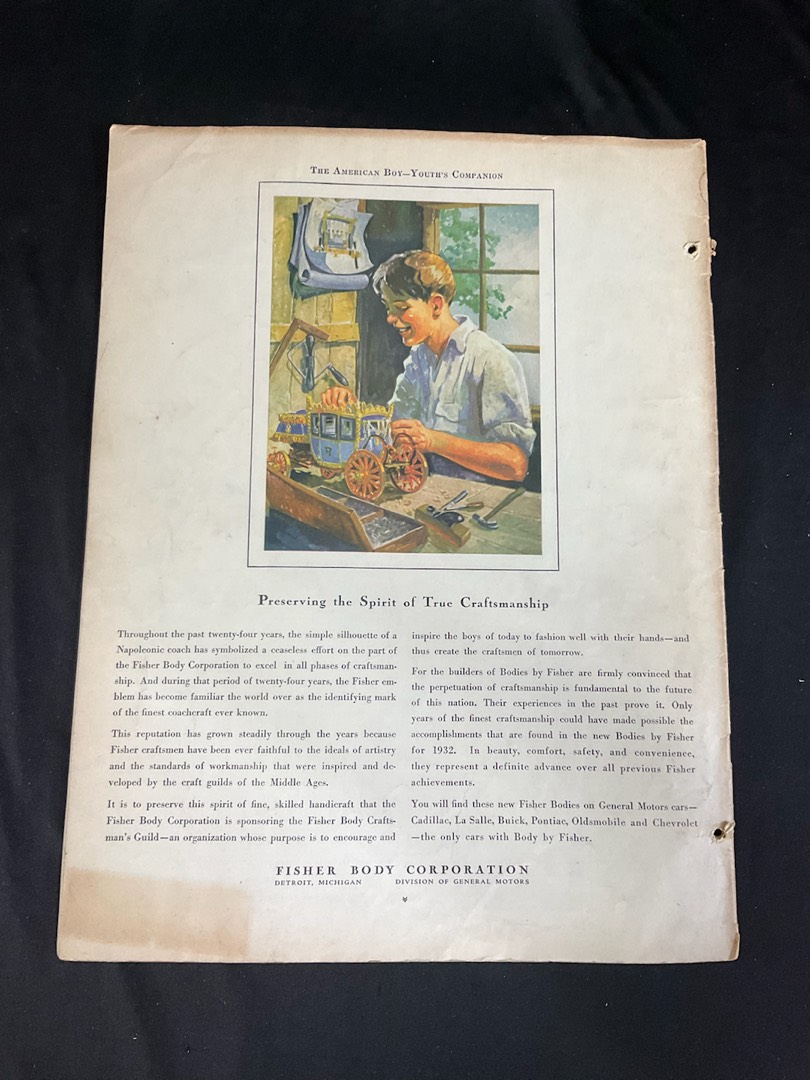 The American Boy—Youth's Companion
Preserving the Spirit of True Craftsmanship
Throughout the past twenty-four years, the simple silhouette of a
Napoleonic coach has symbolized a ceaseless effort on the part of
the Fisher Body Corporation to excel in all phases of craftsman-
ship. And during that period of twenty-four years, the Fisher em-
blem has become familiar the world over as the identifying mark
of the finest coachcraft ever known.
This reputation has grown steadily through the years because
Fisher craftsmen have been ever faithful to the ideals of artistry
and the standards of workmanship that were inspired and de-
veloped by the craft guilds of the Middle Ages.
It is to preserve this spirit of fine, skilled handicraft that the
Fisher Body Corporation is sponsoring the Fisher Body Crafts-
man's Guild—an organization whose purpose is to encourage and
inspire the boys of today to fashion well with their hands—and
thus create the craftsmen of tomorrow.
For the builders of Bodies by Fisher are firmly convinced that
the perpetuation of craftsmanship is fundamental to the future
of this nation. Their experiences in the past prove it. Only
years of the finest craftsmanship could have made possible the
accomplishments that are found in the new Bodies by Fisher
for 1932. In beauty, comfort, safety, and convenience,
they represent a definite advance over all previous Fisher
achievements.
You will find these new Fisher Bodies on General Motors cars—
Cadillac, La Salle, Buick, Pontiac, Oldsmobile and Chevrolet
—the only cars with Body by Fisher.
FISHER BODY CORPORATION
DETROIT, MICHIGAN DIVISION OF GENERAL MOTORS